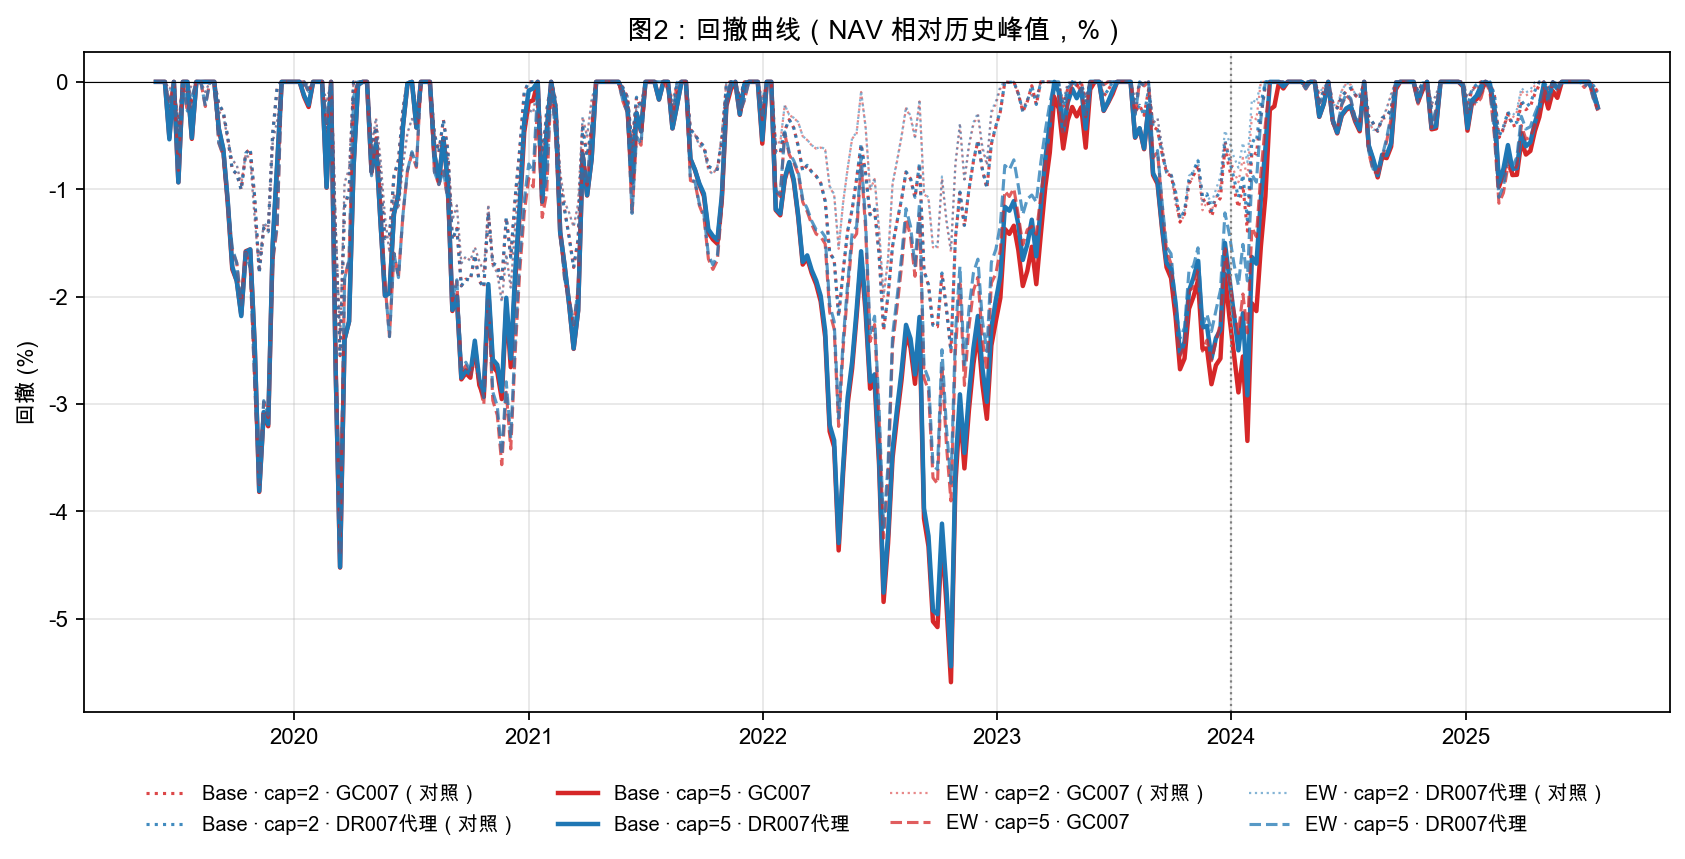 图2：回撤曲线（NAV 相对历史峰值，%）
回撤 (%)
0
-1
-2
-3
-4
-5
2020
2021
2022
2023
2024
2025
Base · cap=2 · GC007（对照）
Base · cap=2 · DR007代理（对照）
Base · cap=5 · GC007
Base · cap=5 · DR007代理
EW · cap=2 · GC007（对照）
EW · cap=5 · GC007
EW · cap=2 · DR007代理（对照）
EW · cap=5 · DR007代理